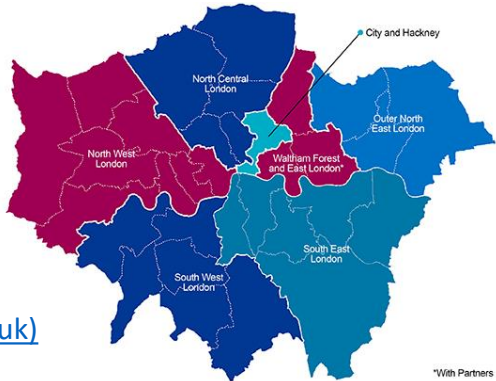 City and Hackney
North Central
London
Outer North
East London
North West
London
Waltham Forest
and East London*
South East
London
South West
London
uk)
*With Partners